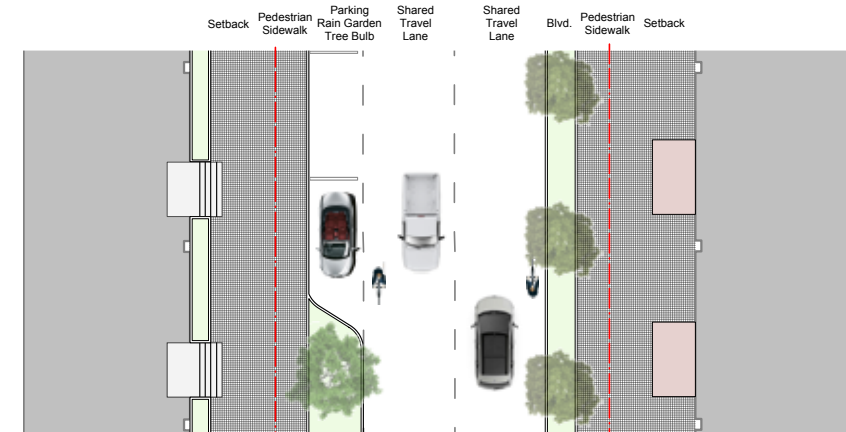 Setback
Pedestrian
Sidewalk
Parking
Rain Garden
Tree Bulb
Shared
Travel
Lane
Shared
Travel
Lane
Blvd.
Pedestrian
Sidewalk
Setback